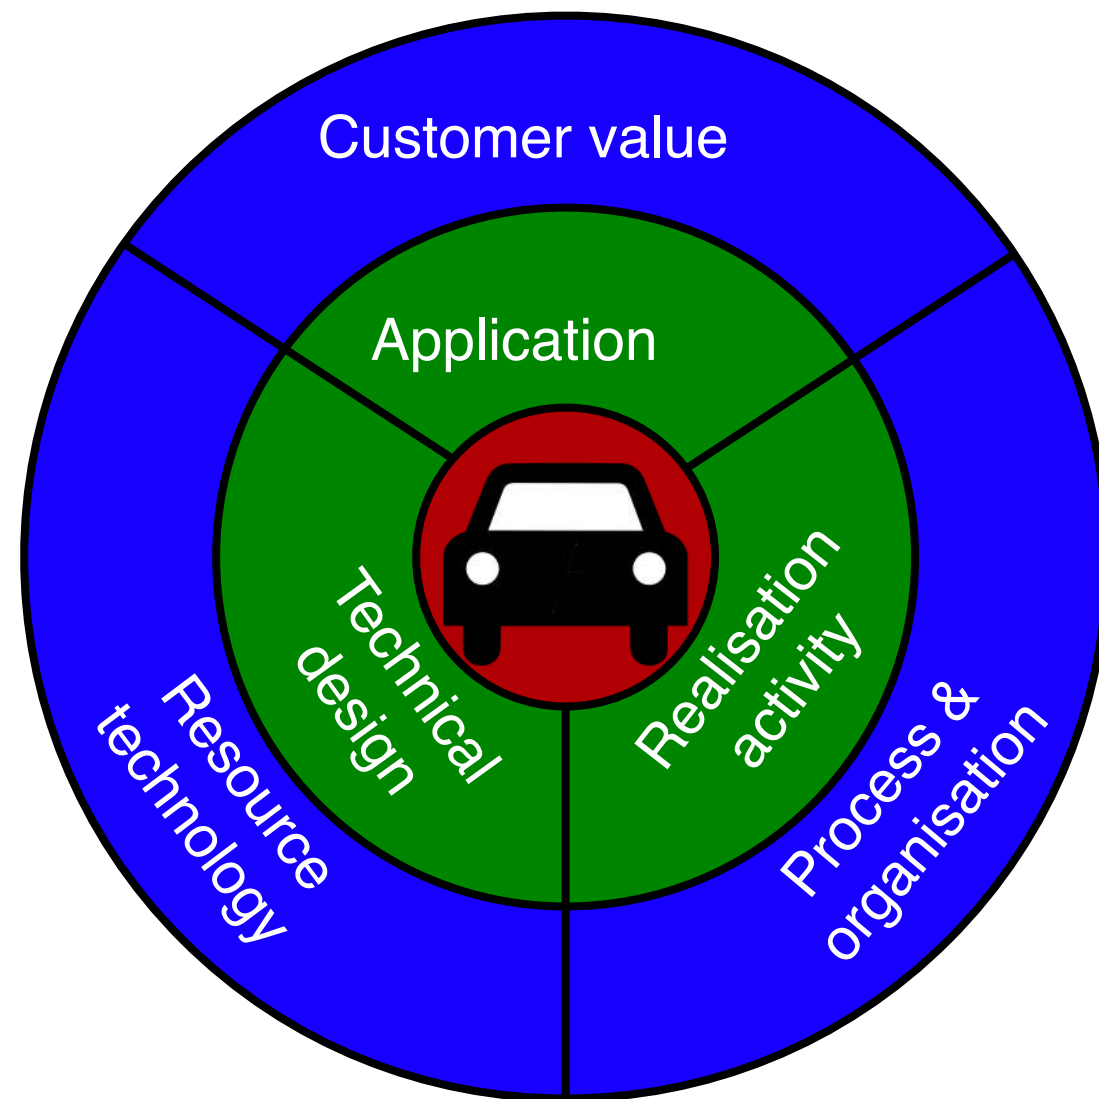 Customer value
Application
Technical
design
Realisation
activity
Resource
technology
Process &
organisation